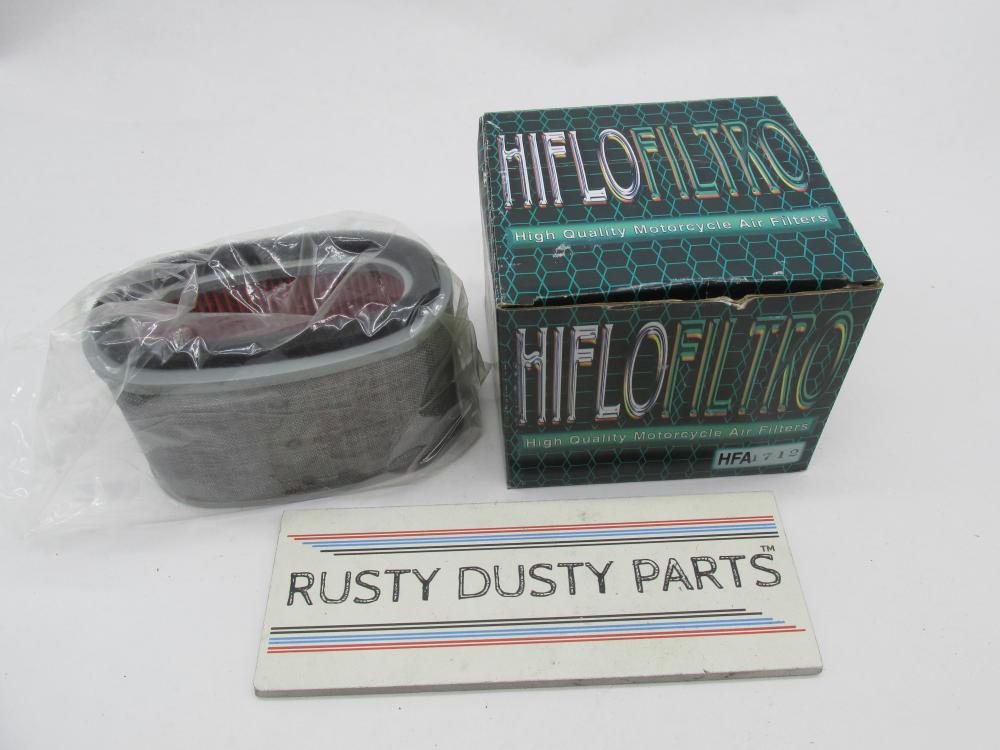 HIFLOFILTRO
High Quality Motorcycle Air Filters
HIFLOFILTRO
High Quality Motorcycle Air Filters
HFA1712
RUSTY DUSTY PARTS™